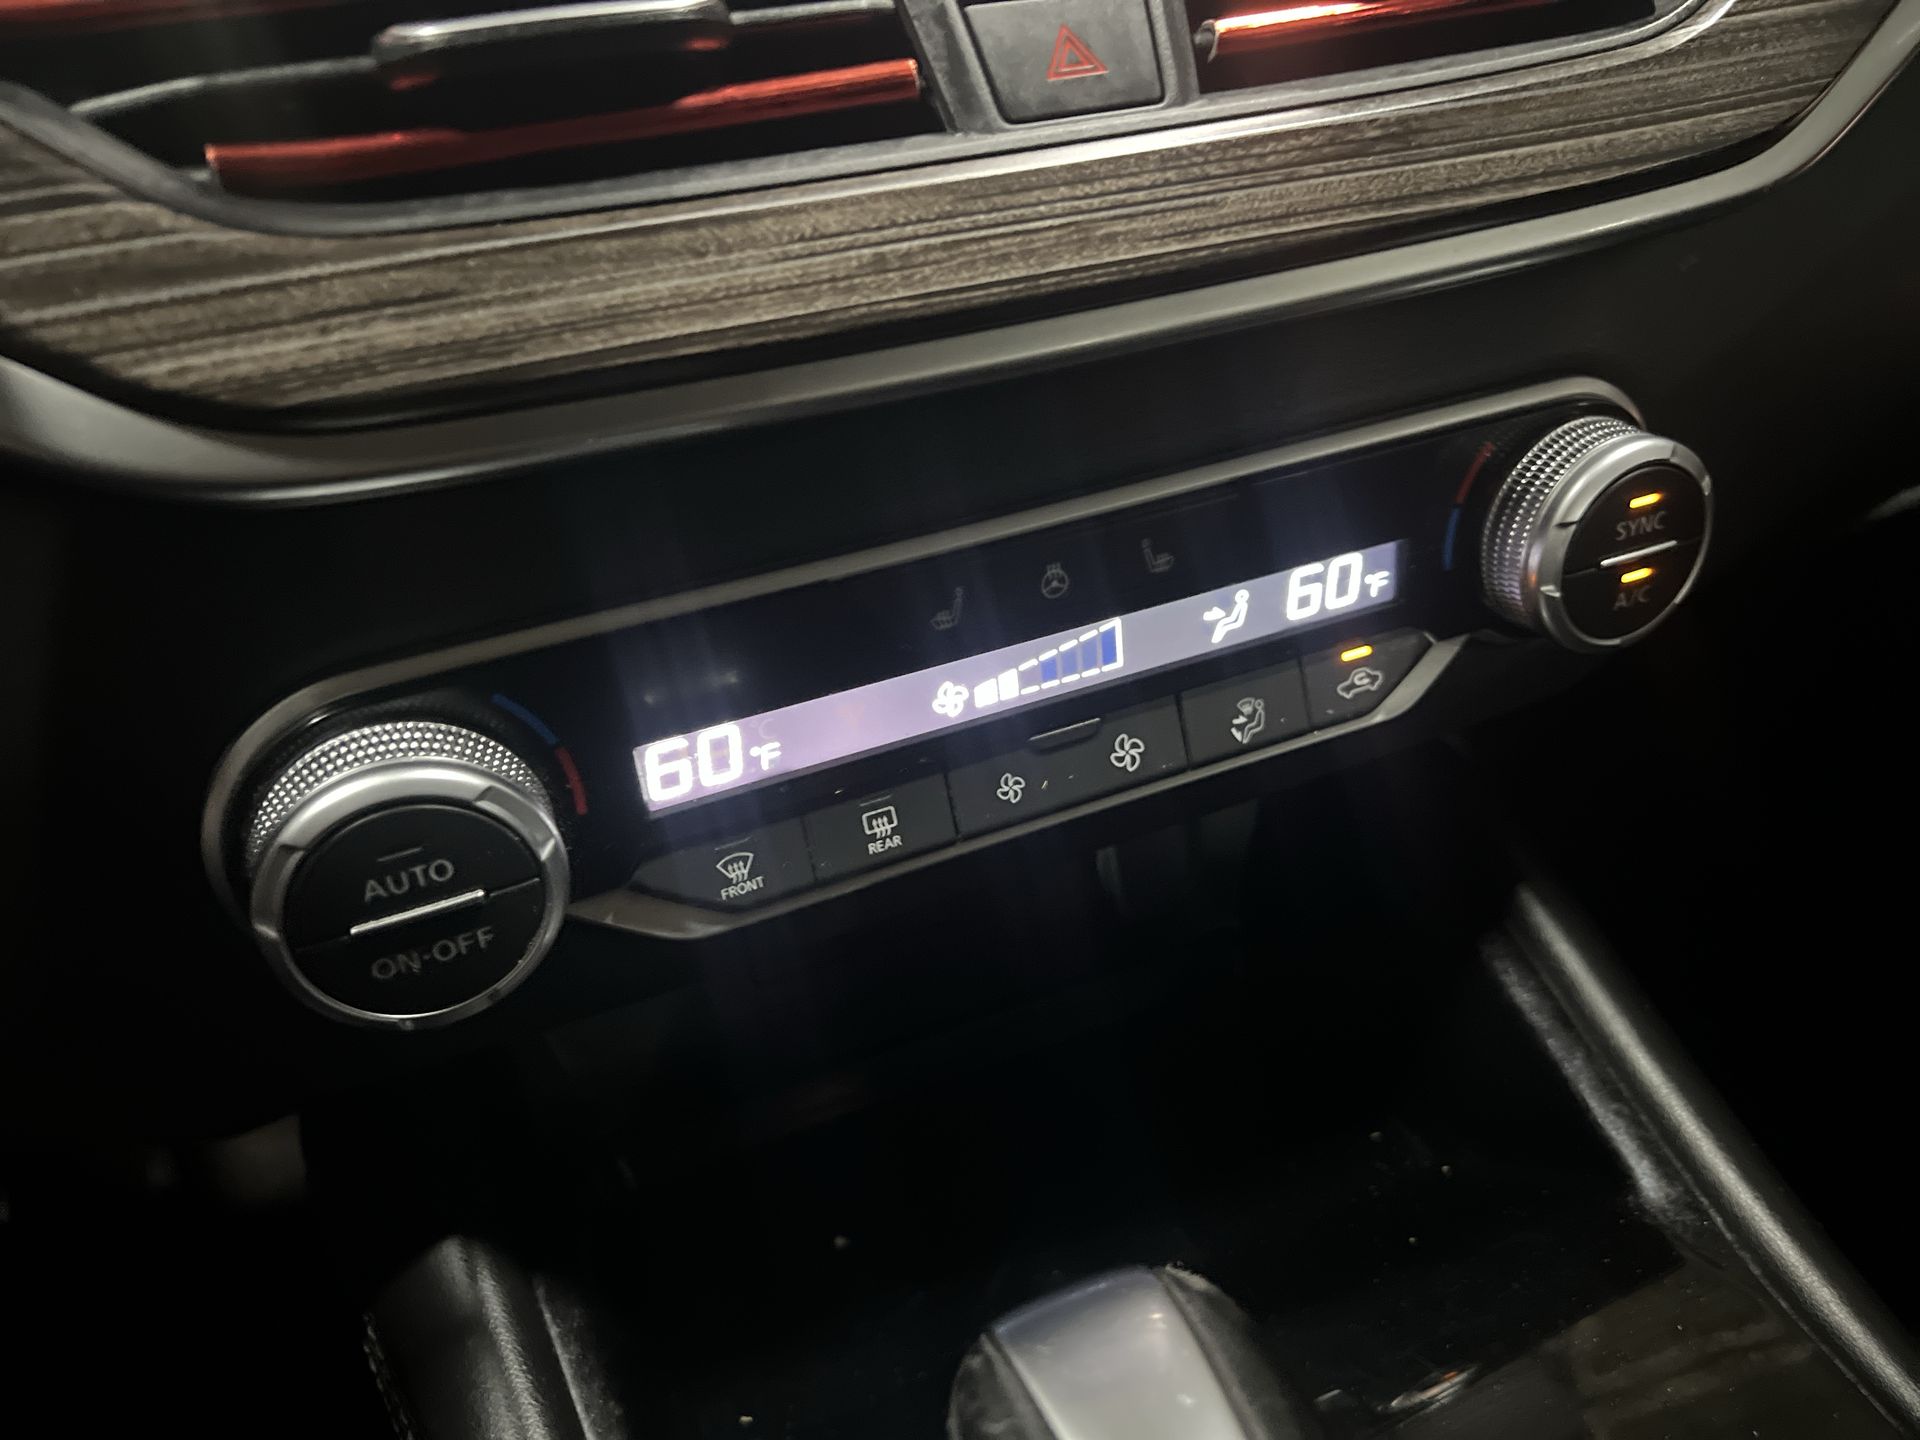 SYNC
A/C
60°F
60°F
AUTO
ON·OFF
FRONT
REAR